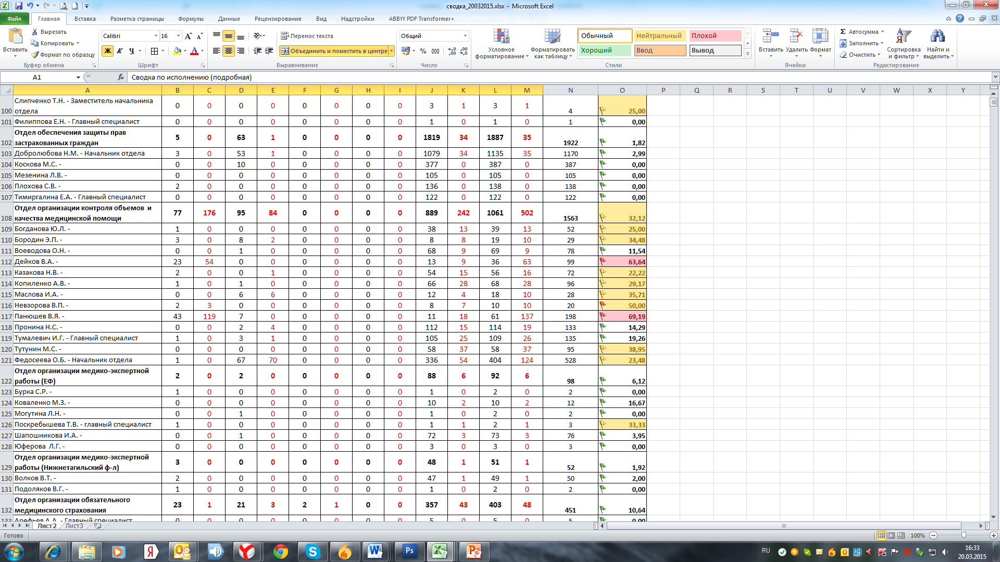 сводка_20032015.xlsx - Microsoft Excel
Файл Главная Вставка Разметка страницы Формулы Данные Рецензирование Вид Надстройки ABBYY PDF Transformer+
Вставить Вырезать Копировать Формат по образцу
Calibri 16 Ж К Ч
Перенос текста Объединить и поместить в центре
Общий % 000
Условное форматирование Форматировать как таблицу
Обычный Нейтральный Плохой
Хороший Ввод Вывод
Вставить Удалить Формат
Σ Автосумма Заполнить Очистить
Сортировка и фильтр Найти и выделить
Буфер обмена Шрифт Выравнивание Число Стили Ячейки Редактирование
A1 fx Сводка по исполнению (подробная)
A B C D E F G H I J K L M N O P Q R S T U V W X Y
100 Слипченко Т.Н. - Заместитель начальника отдела 0 0 0 0 0 0 0 0 3 1 3 1 4 25,00
101 Филиппова Е.Н. - Главный специалист 0 0 0 0 0 0 0 0 1 0 1 0 1 0,00
102 Отдел обеспечения защиты прав застрахованных граждан 5 0 63 1 0 0 0 0 1819 34 1887 35 1922 1,82
103 Добролюбова Н.М. - Начальник отдела 3 0 53 1 0 0 0 0 1079 34 1135 35 1170 2,99
104 Коскова М.С. - 0 0 10 0 0 0 0 0 377 0 387 0 387 0,00
105 Мезенина Л.В. - 0 0 0 0 0 0 0 0 105 0 105 0 105 0,00
106 Плохова С.В. - 2 0 0 0 0 0 0 0 136 0 138 0 138 0,00
107 Тимиргалина Е.А. - Главный специалист 0 0 0 0 0 0 0 0 122 0 122 0 122 0,00
108 Отдел организации контроля объемов и качества медицинской помощи 77 176 95 84 0 0 0 0 889 242 1061 502 1563 32,12
109 Богданова Ю.Л. - 1 0 0 0 0 0 0 0 38 13 39 13 52 25,00
110 Бородин Э.П. - 3 0 8 2 0 0 0 0 8 8 19 10 29 34,48
111 Воеводова О.Н. - 0 0 1 0 0 0 0 0 68 9 69 9 78 11,54
112 Дейков В.А. - 23 54 0 0 0 0 0 0 13 9 36 63 99 63,64
113 Казакова Н.В. - 2 0 0 1 0 0 0 0 54 15 56 16 72 22,22
114 Копиленко А.В. - 1 0 1 0 0 0 0 0 66 28 68 28 96 29,17
115 Маслова И.А. - 0 0 6 6 0 0 0 0 12 4 18 10 28 35,71
116 Невзорова В.П. - 2 3 0 0 0 0 0 0 8 7 10 10 20 50,00
117 Панюшев В.Я. - 43 119 7 0 0 0 0 0 11 18 61 137 198 69,19
118 Пронина Н.С. - 0 0 2 4 0 0 0 0 112 15 114 19 133 14,29
119 Тумалевич И.Г. - Главный специалист 1 0 3 1 0 0 0 0 105 25 109 26 135 19,26
120 Тутунин М.С. - 0 0 0 0 0 0 0 0 58 37 58 37 95 38,95
121 Федосеева О.Б. - Начальник отдела 1 0 67 70 0 0 0 0 336 54 404 124 528 23,48
122 Отдел организации медико-экспертной работы (ЕФ) 2 0 2 0 0 0 0 0 88 6 92 6 98 6,12
123 Бурка С.Р. - 1 0 0 0 0 0 0 0 1 0 2 0 2 0,00
124 Коваленко М.З. - 0 0 0 0 0 0 0 0 10 2 10 2 12 16,67
125 Могутина Л.Н. - 0 0 1 0 0 0 0 0 1 0 2 0 2 0,00
126 Поскребышева Т.В. - главный специалист 1 0 0 0 0 0 0 0 1 1 2 1 3 33,33
127 Шапошникова И.А. - 0 0 1 0 0 0 0 0 72 3 73 3 76 3,95
128 Юферова Л.Г. - 0 0 0 0 0 0 0 0 3 0 3 0 3 0,00
129 Отдел организации медико-экспертной работы (Нижнетагильский ф-л) 3 0 0 0 0 0 0 0 48 1 51 1 52 1,92
130 Волков В.Т. - 2 0 0 0 0 0 0 0 47 1 49 1 50 2,00
131 Подоляков В.Г. - 1 0 0 0 0 0 0 0 1 0 2 0 2 0,00
132 Отдел организации обязательного медицинского страхования 23 1 21 3 2 1 0 0 357 43 403 48 451 10,64
133 Арефьев А.А. - Главный специалист 0 0 0 0 0 0 0 0 5 0 5 0 5 0,00
Лист2 Лист3
Готово 100%
RU 16:33
20.03.2015